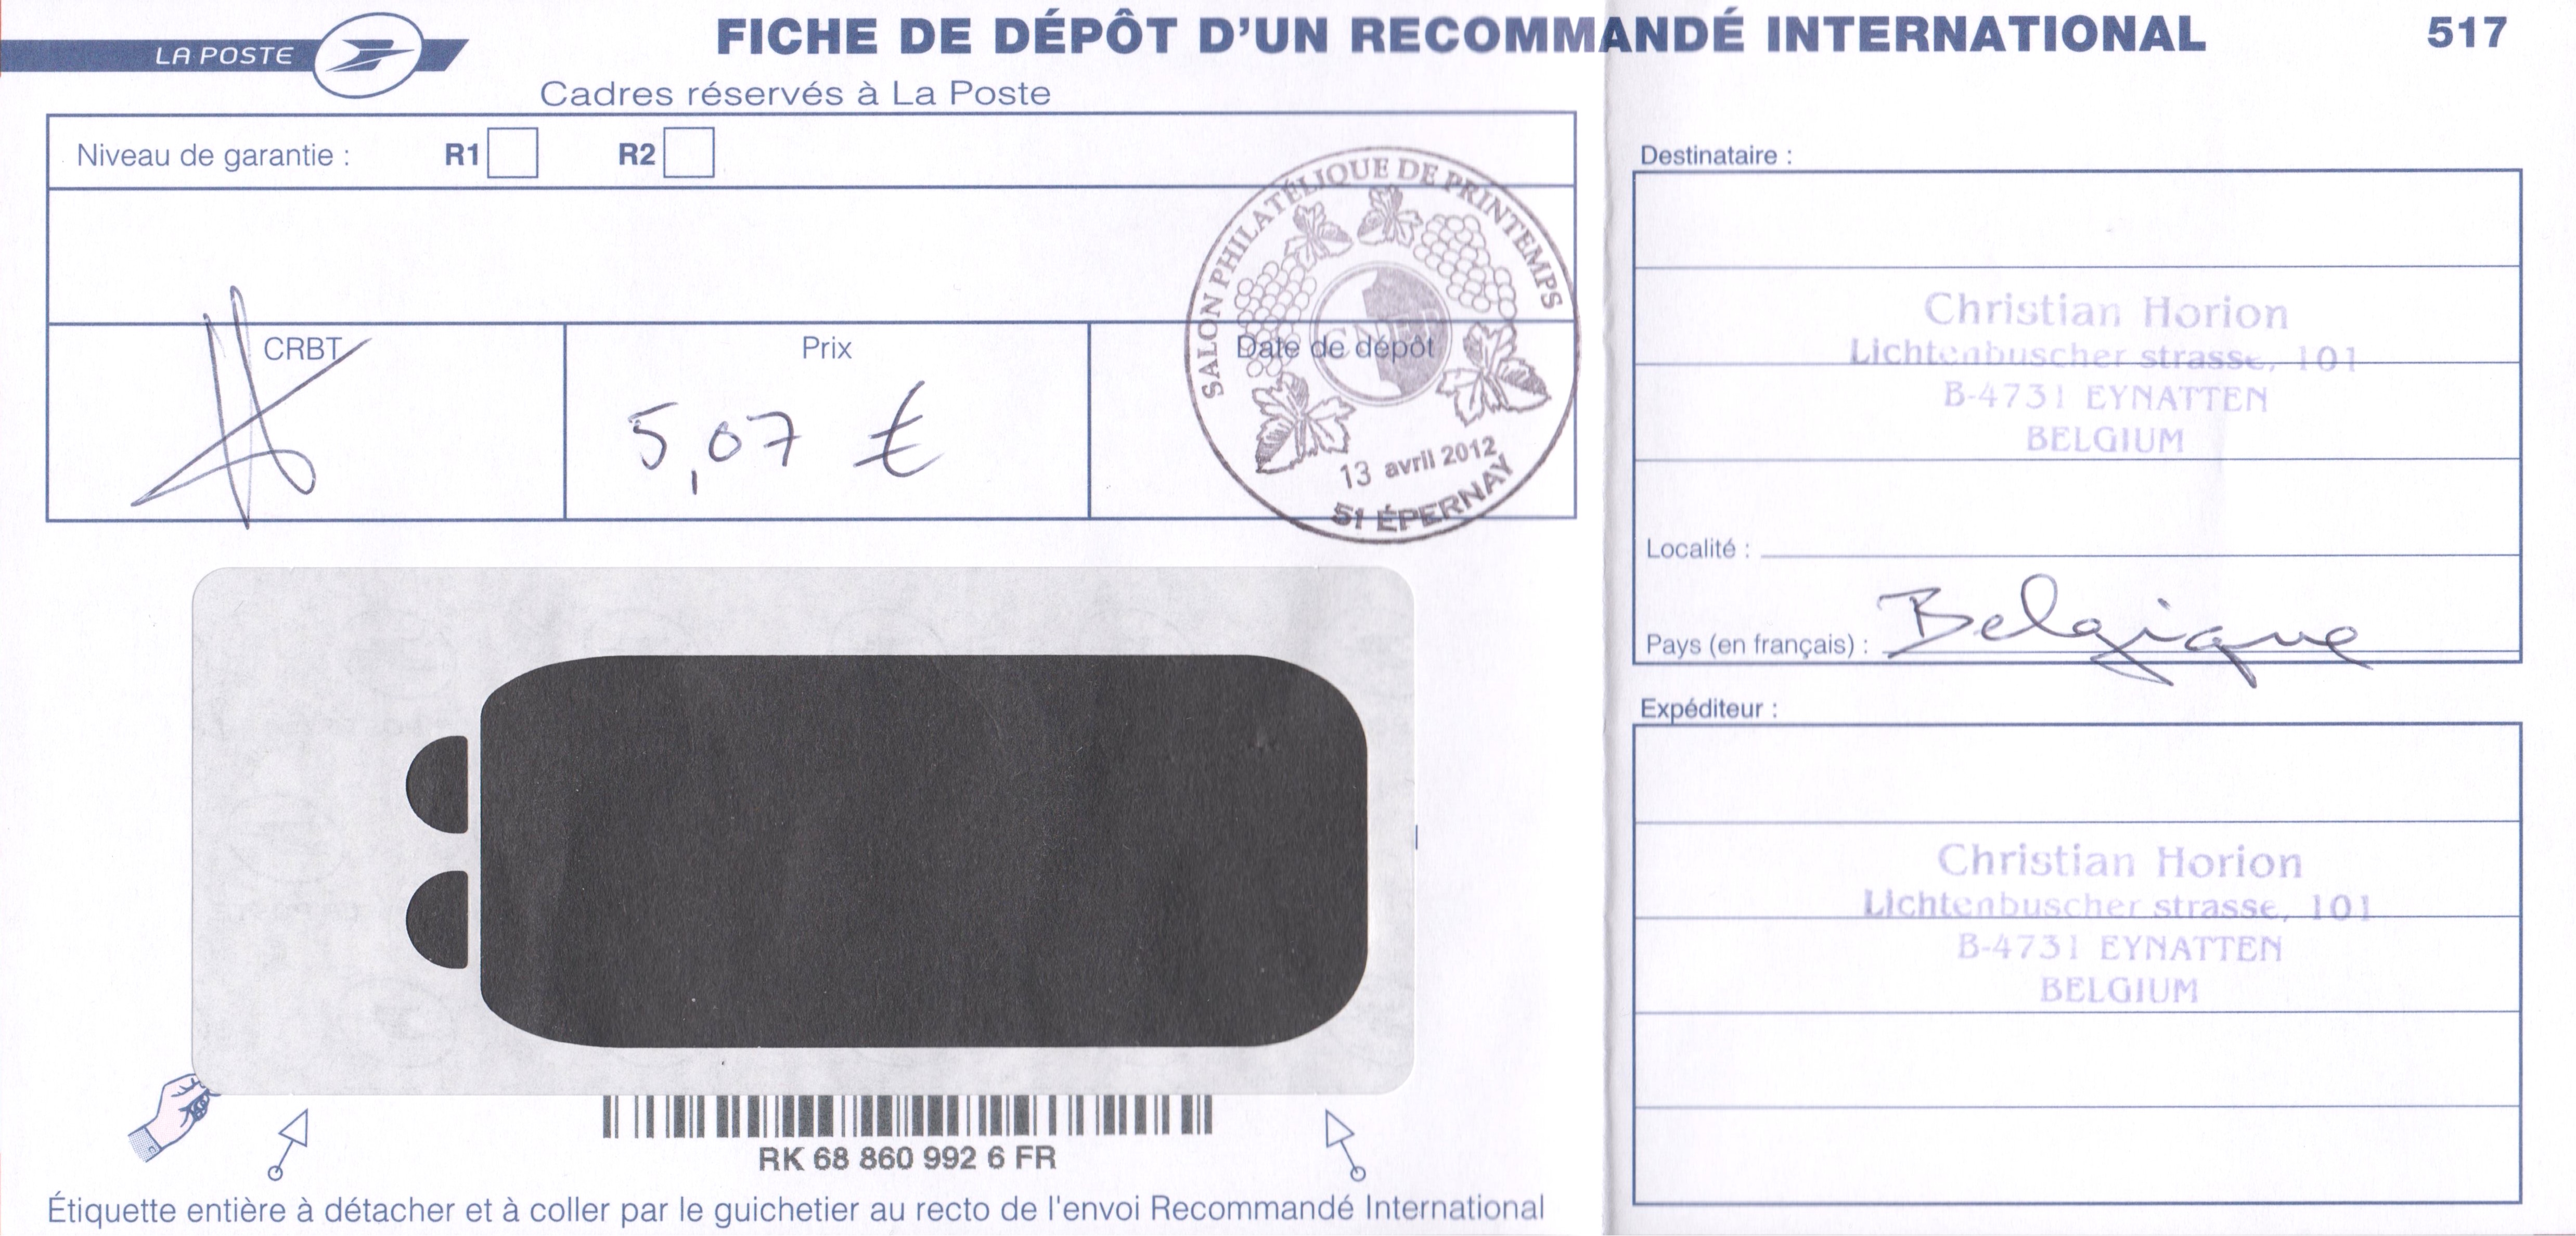 LA POSTE
FICHE DE DÉPÔT D'UN RECOMMANDÉ INTERNATIONAL
517
Cadres réservés à La Poste
Niveau de garantie : R1 R2
CRBT
Prix
5,07 €
Date de dépôt
SALON PHILATÉLIQUE DE PRINTEMPS
13 avril 2012
51 ÉPERNAY
RK 68 860 992 6 FR
Étiquette entière à détacher et à coller par le guichetier au recto de l'envoi Recommandé International
Destinataire :
Christian Horion
Lichtenbuscher strasse, 101
B-4731 EYNATTEN
BELGIUM
Localité :
Pays (en français) : Belgique
Expéditeur :
Christian Horion
Lichtenbuscher strasse, 101
B-4731 EYNATTEN
BELGIUM